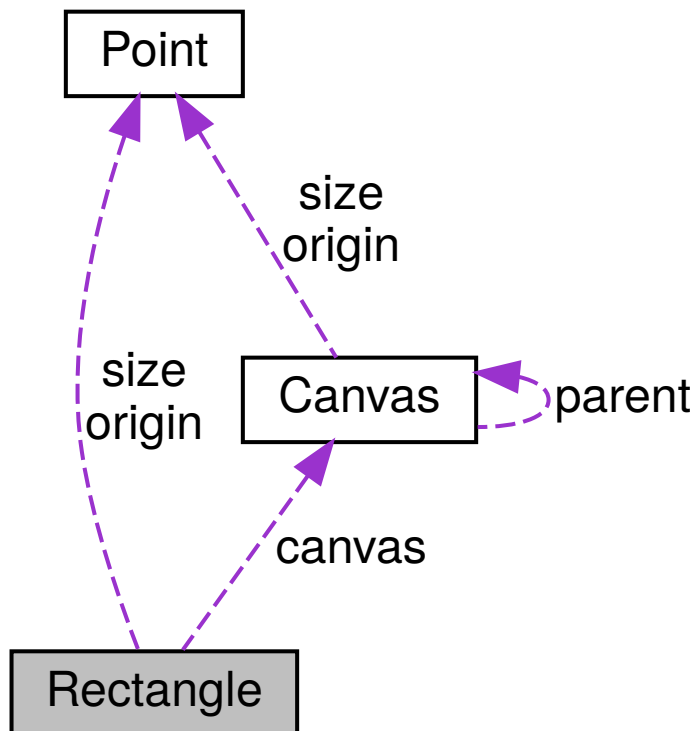 Point
size
origin
size
origin
Canvas
parent
canvas
Rectangle